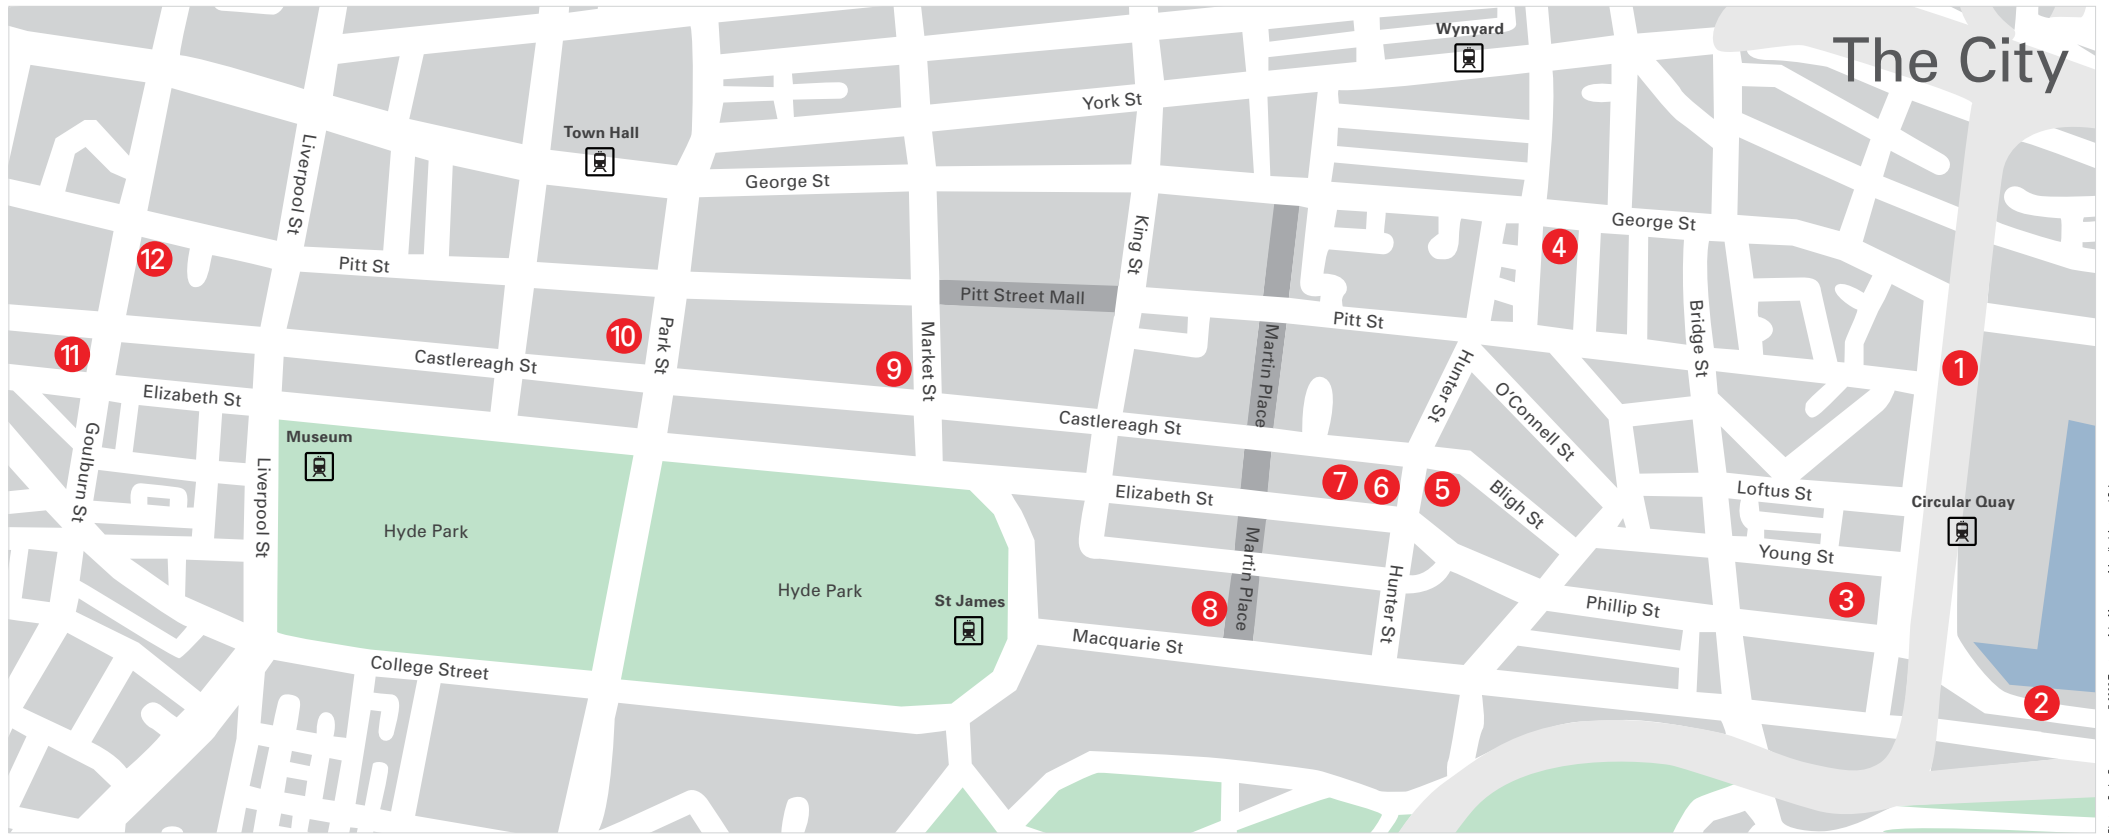 The City
Wynyard
York St
Town Hall
Liverpool St
George St
King St
George St
4
12
Pitt St
Pitt Street Mall
Pitt St
Bridge St
10
Park St
11
Castlereagh St
9
Market St
Martin Place
Hunter St
O'Connell St
1
Elizabeth St
Castlereagh St
Goulburn St
Museum
Liverpool St
Hyde Park
Elizabeth St
7
6
5
Bligh St
Loftus St
Circular Quay
Young St
Hyde Park
St James
8
Martin Place
Hunter St
Phillip St
3
College Street
Macquarie St
2